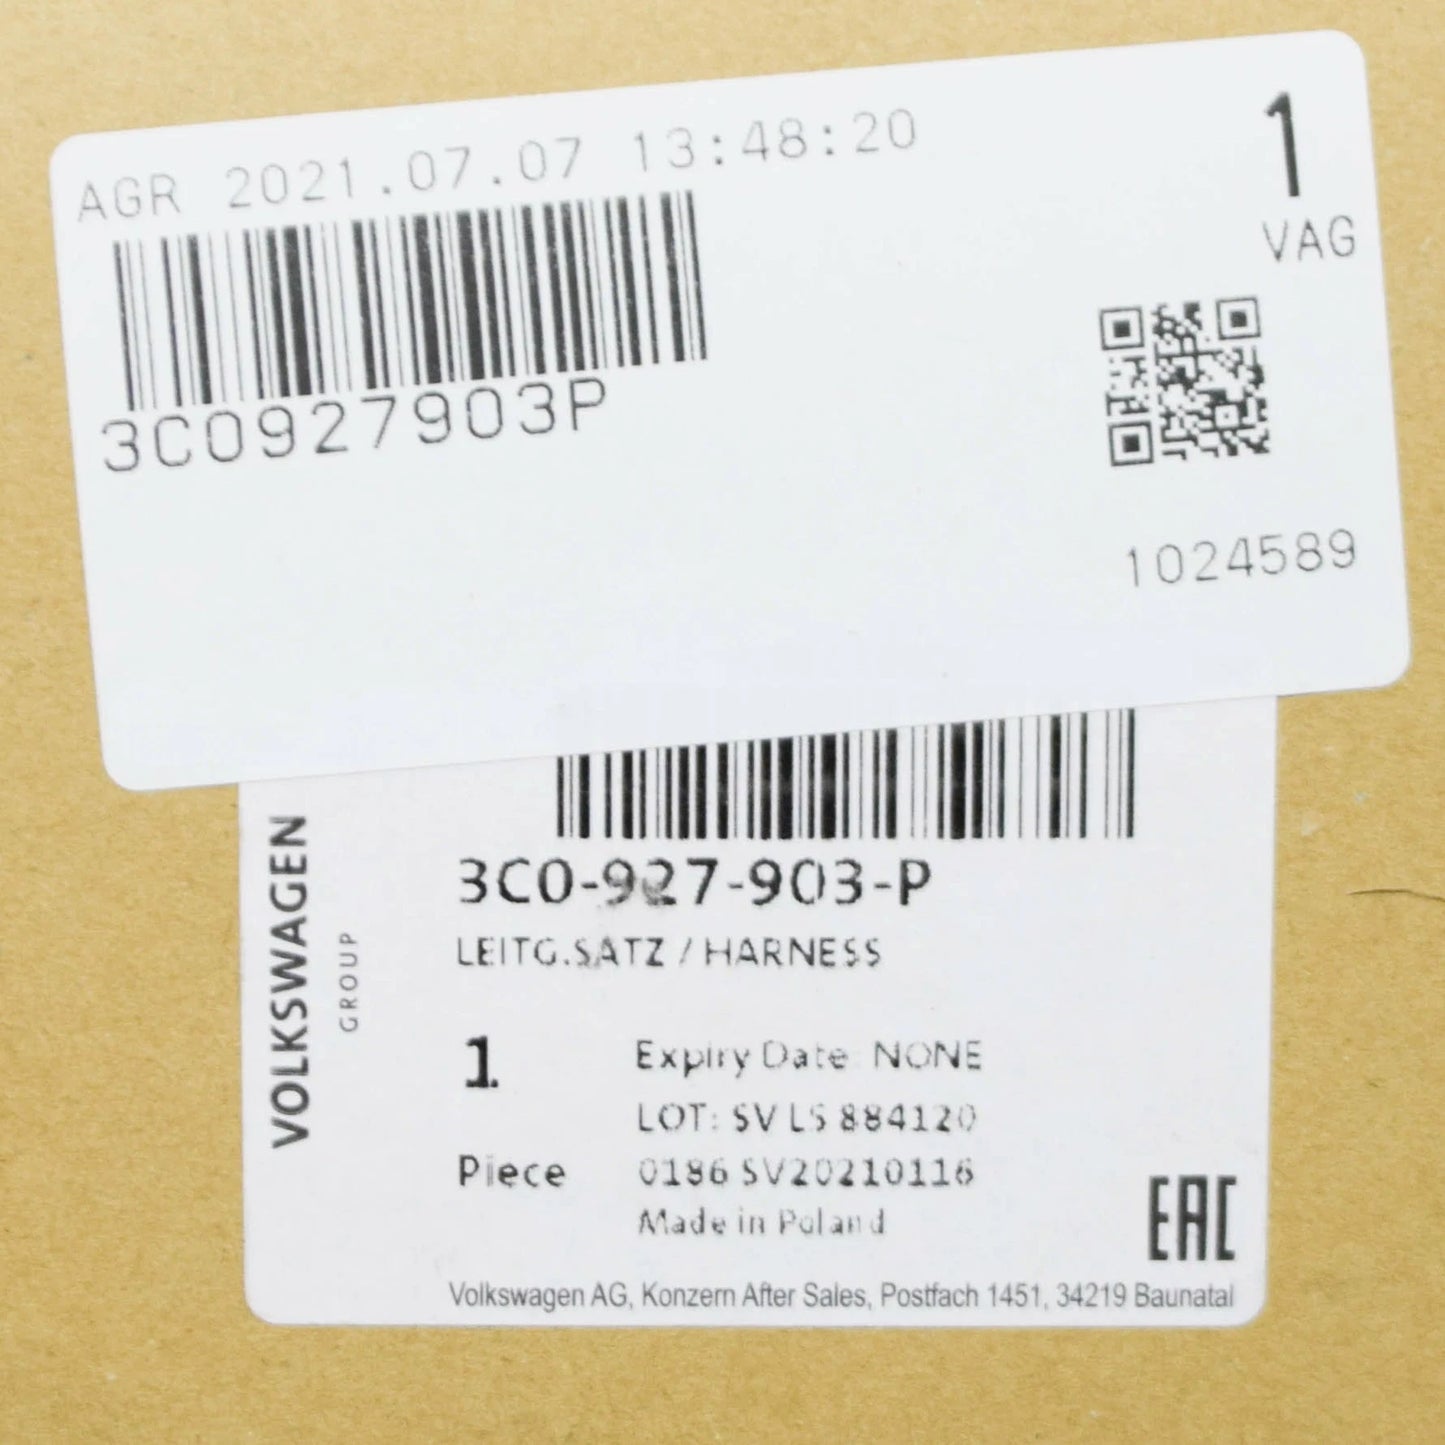 AGR 2021.07.07 13:48:20
1
VAG
3C0927903P
1024589
VOLKSWAGEN
GROUP
3C0-927-903-P
LEITG.SATZ / HARNESS
1
Piece
Expiry Date: NONE
LOT: SV LS 884120
0186 SV20210116
Made in Poland
EAC
Volkswagen AG, Konzern After Sales, Postfach 1451, 34219 Baunatal